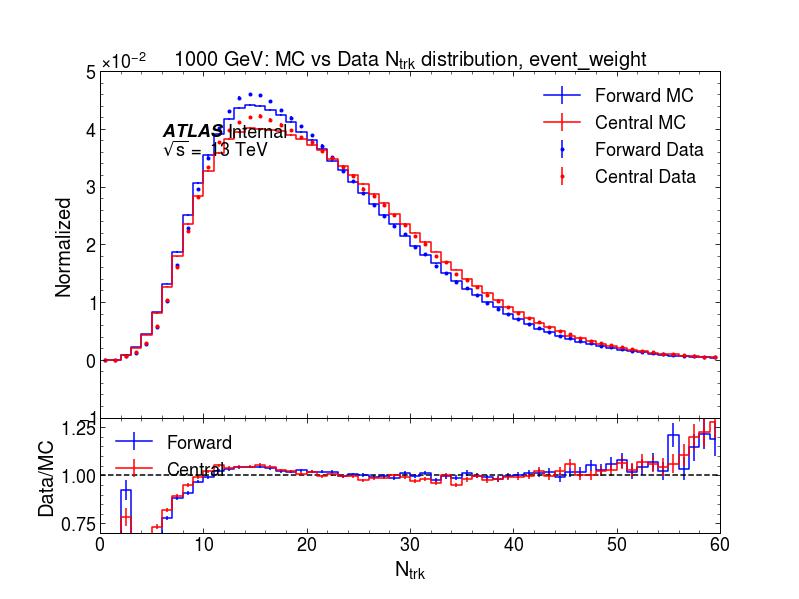 1000 GeV: MC vs Data N_trk distribution, event_weight
×10⁻²
5
4
3
2
1
0
−1
Normalized
ATLAS Internal
√s = 13 TeV
Forward MC
Central MC
Forward Data
Central Data
1.25
1.00
0.75
Data/MC
Forward
Central
0 10 20 30 40 50 60
N_trk